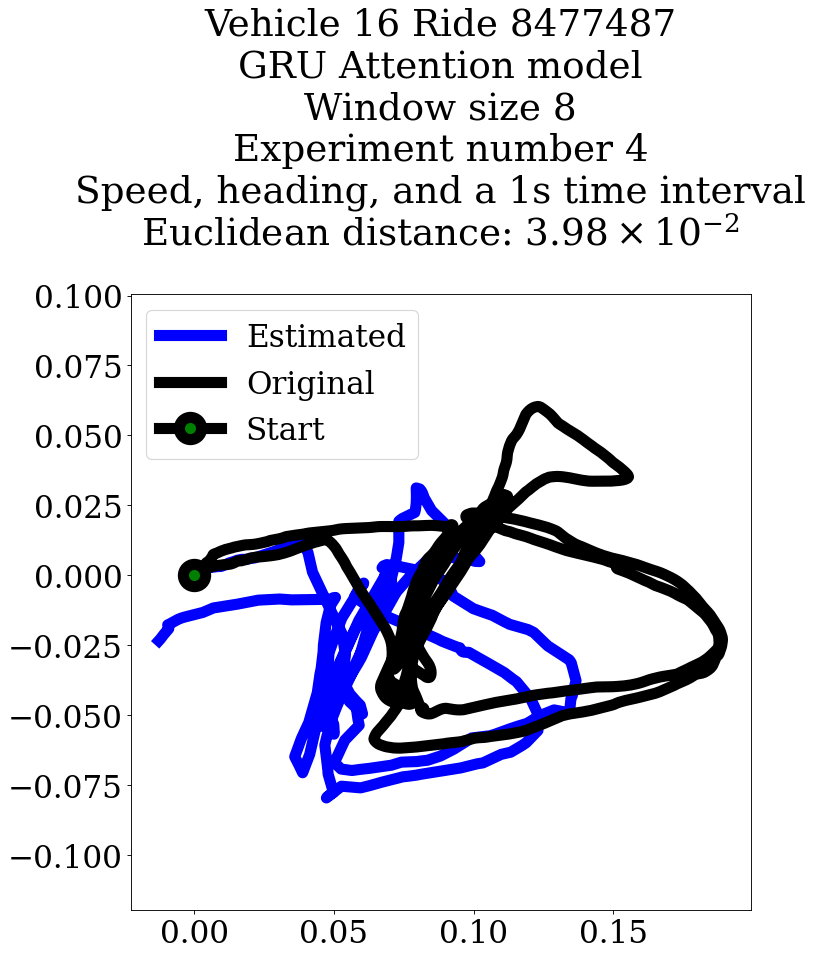 Vehicle 16 Ride 8477487
GRU Attention model
Window size 8
Experiment number 4
Speed, heading, and a 1s time interval
Euclidean distance: 3.98 × 10⁻²
Estimated
Original
Start
0.100
0.075
0.050
0.025
0.000
−0.025
−0.050
−0.075
−0.100
0.00 0.05 0.10 0.15